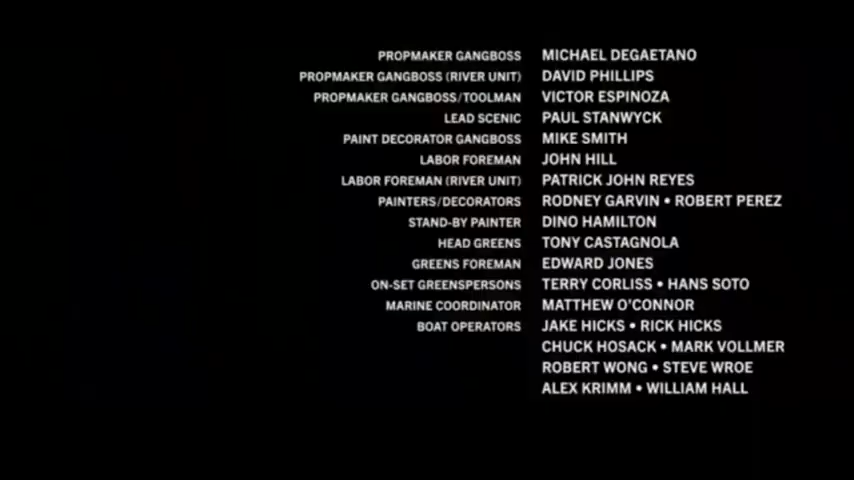 PROPMAKER GANGBOSS MICHAEL DEGAETANO
PROPMAKER GANGBOSS (RIVER UNIT) DAVID PHILLIPS
PROPMAKER GANGBOSS/TOOLMAN VICTOR ESPINOZA
LEAD SCENIC PAUL STANWYCK
PAINT DECORATOR GANGBOSS MIKE SMITH
LABOR FOREMAN JOHN HILL
LABOR FOREMAN (RIVER UNIT) PATRICK JOHN REYES
PAINTERS/DECORATORS RODNEY GARVIN • ROBERT PEREZ
STAND-BY PAINTER DINO HAMILTON
HEAD GREENS TONY CASTAGNOLA
GREENS FOREMAN EDWARD JONES
ON-SET GREENSPERSONS TERRY CORLISS • HANS SOTO
MARINE COORDINATOR MATTHEW O'CONNOR
BOAT OPERATORS JAKE HICKS • RICK HICKS
CHUCK HOSACK • MARK VOLLMER
ROBERT WONG • STEVE WROE
ALEX KRIMM • WILLIAM HALL